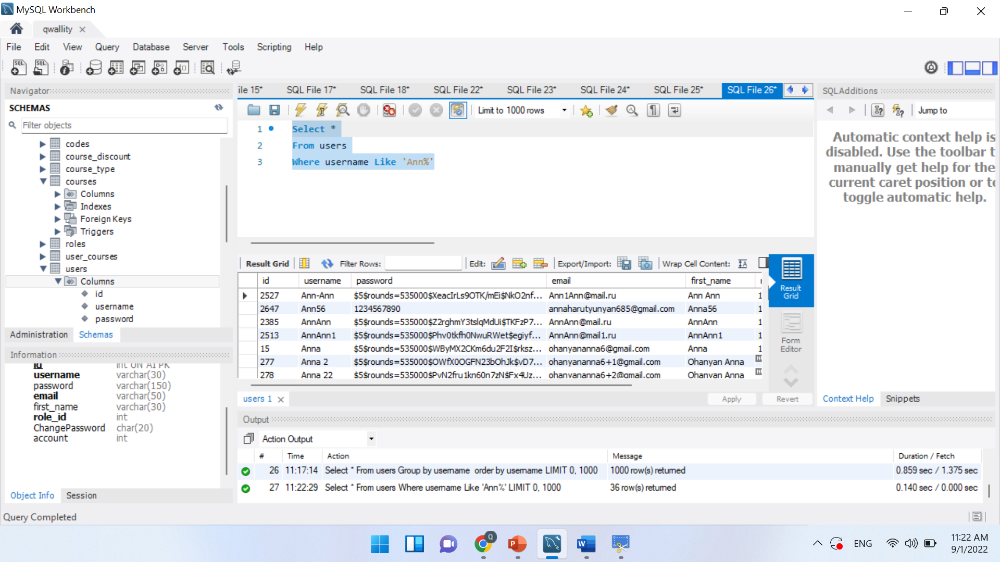 MySQL Workbench
qwallity
File Edit View Query Database Server Tools Scripting Help
Navigator
SCHEMAS
Filter objects
codes
course_discount
course_type
courses
Columns
Indexes
Foreign Keys
Triggers
roles
user_courses
users
Columns
id
username
password
Administration Schemas
Information
id int UN AI PK
username varchar(30)
password varchar(150)
email varchar(50)
first_name varchar(30)
role_id int
ChangePassword char(20)
account int
Object Info Session
Query Completed
ile 15* SQL File 17* SQL File 18* SQL File 22* SQL File 23* SQL File 24* SQL File 25* SQL File 26*
Limit to 1000 rows
1 Select *
2 From users
3 Where username Like 'Ann%'
Result Grid Filter Rows: Edit: Export/Import: Wrap Cell Content:
id username password email first_name
2527 Ann-Ann $5$rounds=535000$XeacIrLs9OTK/mEi$NkO2nf... Ann1Ann@mail.ru Ann Ann 1
2647 Ann56 1234567890 annaharutyunyan685@gmail.com Anna56 1
2385 AnnAnn $5$rounds=535000$Z2rghmY3tslqMdUi$TKFzP7... AnnAnn@mail.ru AnnAnn 1
2513 AnnAnn1 $5$rounds=535000$Phv0tkfh0NwuRWet$egiyf... AnnAnn@mail1.ru AnnAnn1 1
15 Anna $5$rounds=535000$WByMX2CKm6du2F2I$rksz... ohanyananna6@gmail.com Anna 1
277 Anna 2 $5$rounds=535000$OWfX0OGFN23bOhJk$vD7... ohanyananna6+1@gmail.com Ohanyan Anna
278 Anna 22 $5$rounds=535000$PvN2fru1kn60n7zN$Fx4Uz... ohanyananna6+2@gmail.com Ohanyan Anna
Result
Grid
Form
Editor
users 1 Apply Revert
SQLAdditions
Jump to
Automatic context help is
disabled. Use the toolbar t
manually get help for the
current caret position or to
toggle automatic help.
Context Help Snippets
Output
Action Output
# Time Action Message Duration / Fetch
26 11:17:14 Select * From users Group by username order by username LIMIT 0, 1000 1000 row(s) returned 0.859 sec / 1.375 sec
27 11:22:29 Select * From users Where username Like 'Ann%' LIMIT 0, 1000 36 row(s) returned 0.140 sec / 0.000 sec
ENG
11:22 AM
9/1/2022